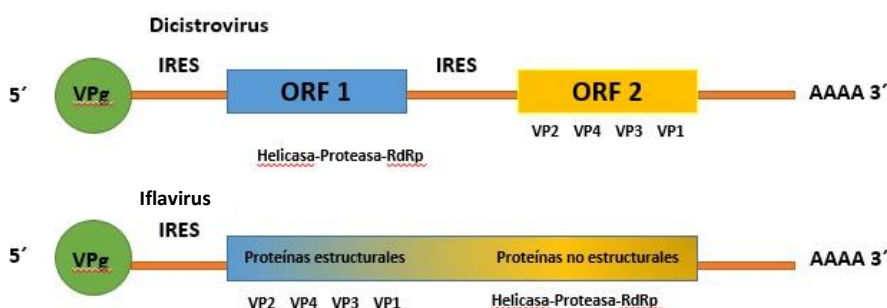 Dicistrovirus
IRES IRES
5´ VPg ORF 1 ORF 2 AAAA 3´
VP2 VP4 VP3 VP1
Helicasa-Proteasa-RdRp
Iflavirus
IRES
5´ VPg Proteínas estructurales Proteínas no estructurales AAAA 3´
VP2 VP4 VP3 VP1 Helicasa-Proteasa-RdRp